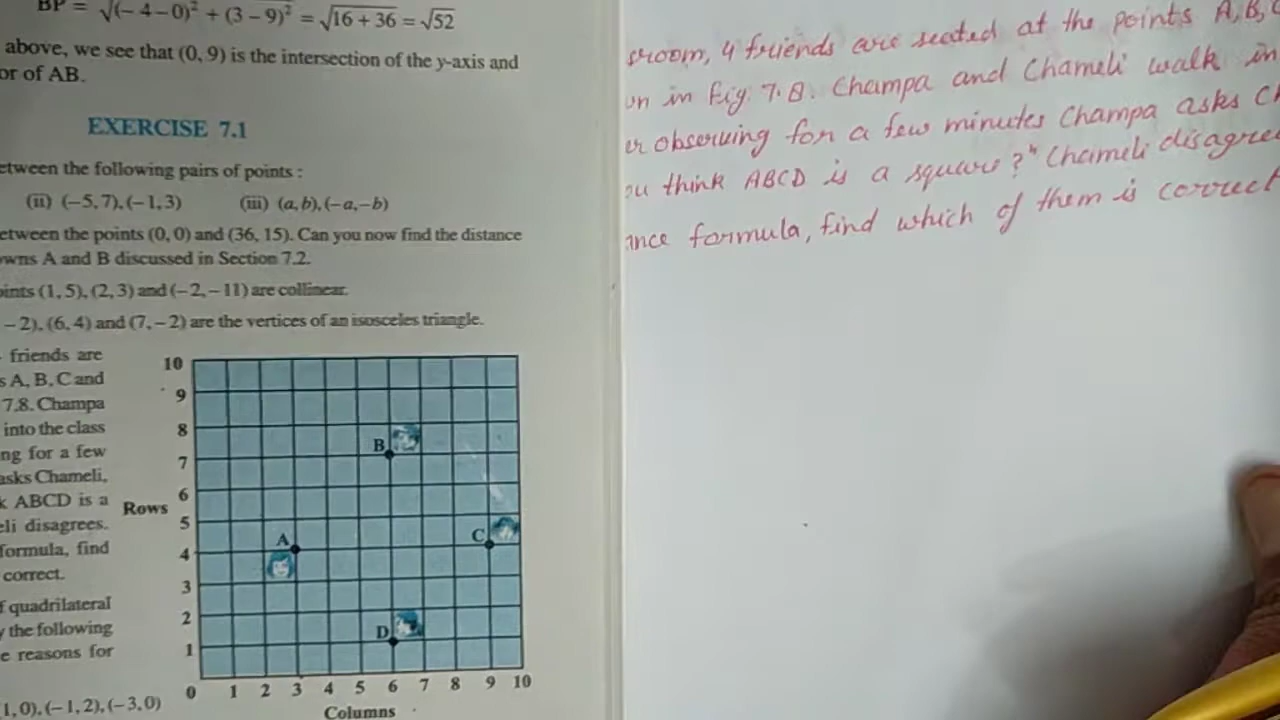 BP = √(– 4 – 0)² + (3 – 9)² = √16 + 36 = √52
above, we see that (0, 9) is the intersection of the y-axis and
or of AB.
EXERCISE 7.1
etween the following pairs of points :
(ii) (–5, 7), (–1, 3) (iii) (a, b), (–a, –b)
etween the points (0, 0) and (36, 15). Can you now find the distance
owns A and B discussed in Section 7.2.
oints (1, 5), (2, 3) and (– 2, – 11) are collinear.
– 2), (6, 4) and (7, – 2) are the vertices of an isosceles triangle.
friends are
s A, B, C and
7.8. Champa
into the class
ng for a few
asks Chameli,
k ABCD is a
eli disagrees.
formula, find
correct.
f quadrilateral
y the following
e reasons for
1, 0), (–1, 2), (–3, 0)
10
9
8
7
6
5
4
3
2
1
Rows
A
B
C
D
0 1 2 3 4 5 6 7 8 9 10
Columns
sroom, 4 friends are seated at the points A, B, C
wn in Fig. 7.8. Champa and Chameli walk in
er observing for a few minutes Champa asks Ch
ou think ABCD is a square?" Chameli disagree
ance formula, find which of them is correct